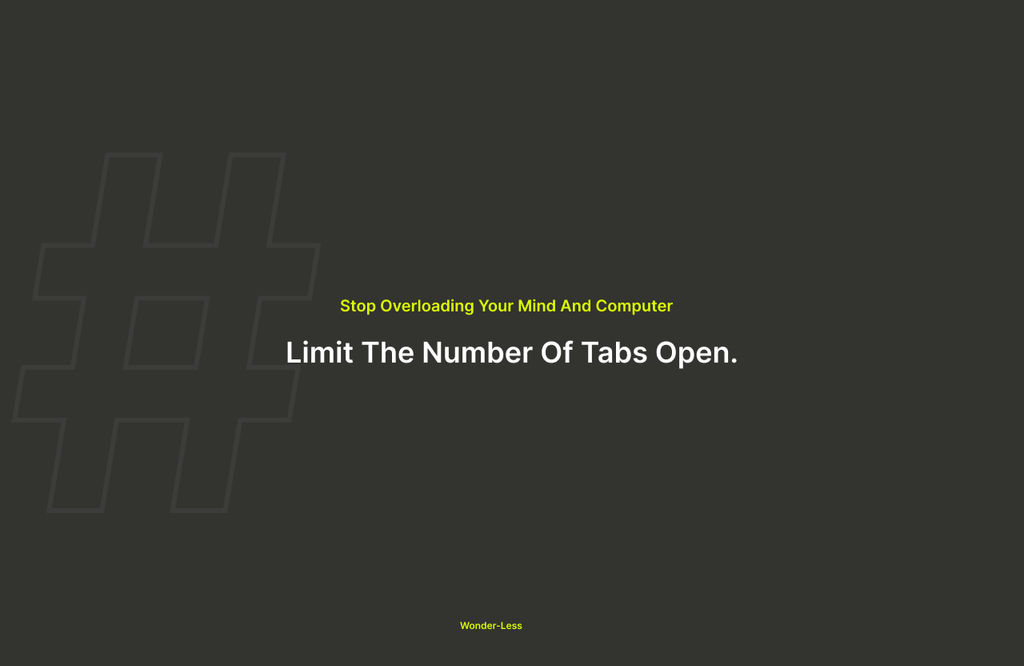 #
Stop Overloading Your Mind And Computer
Limit The Number Of Tabs Open.
Wonder-Less